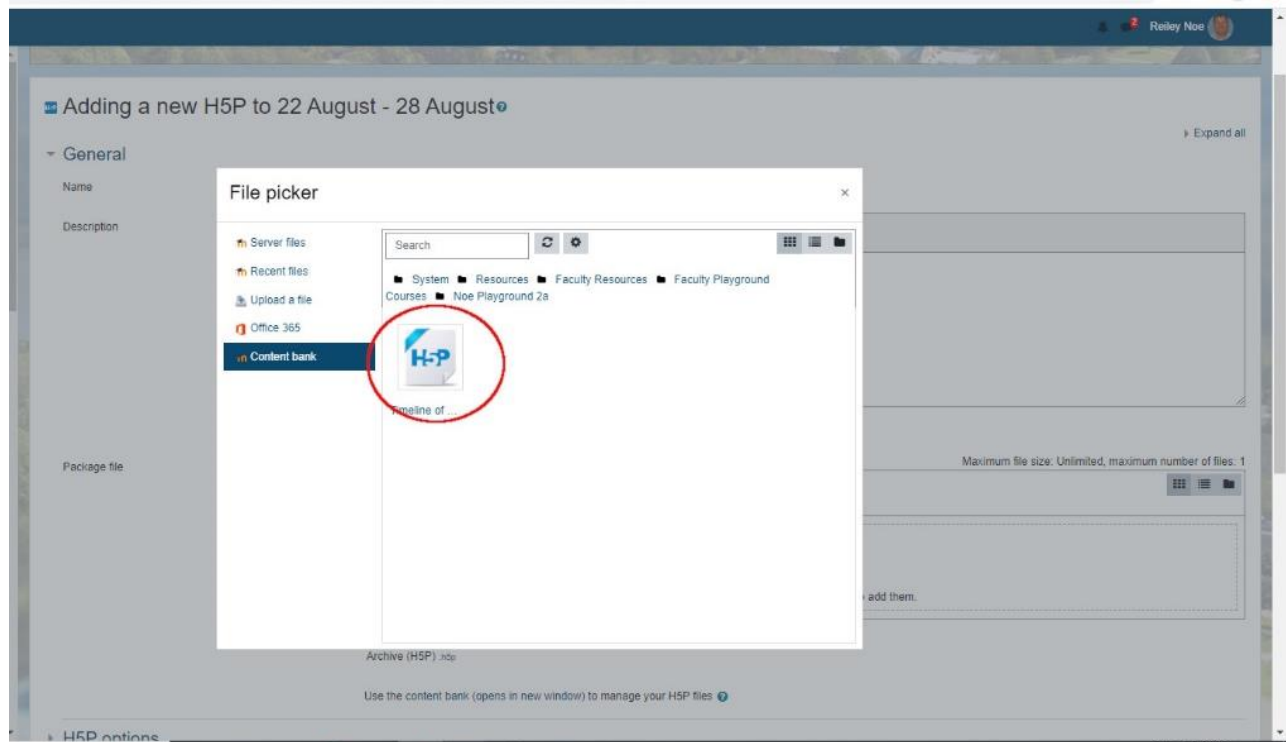 2 Reiley Noe
Adding a new H5P to 22 August - 28 August
Expand all
General
Name
File picker
×
Description
Server files
Recent files
Upload a file
Office 365
Content bank
Search
System Resources Faculty Resources Faculty Playground
Courses Noe Playground 2a
H5P
Timeline of ...
Package file
Maximum file size: Unlimited, maximum number of files: 1
add them.
Archive (H5P) .h5p
Use the content bank (opens in new window) to manage your H5P files
H5P options